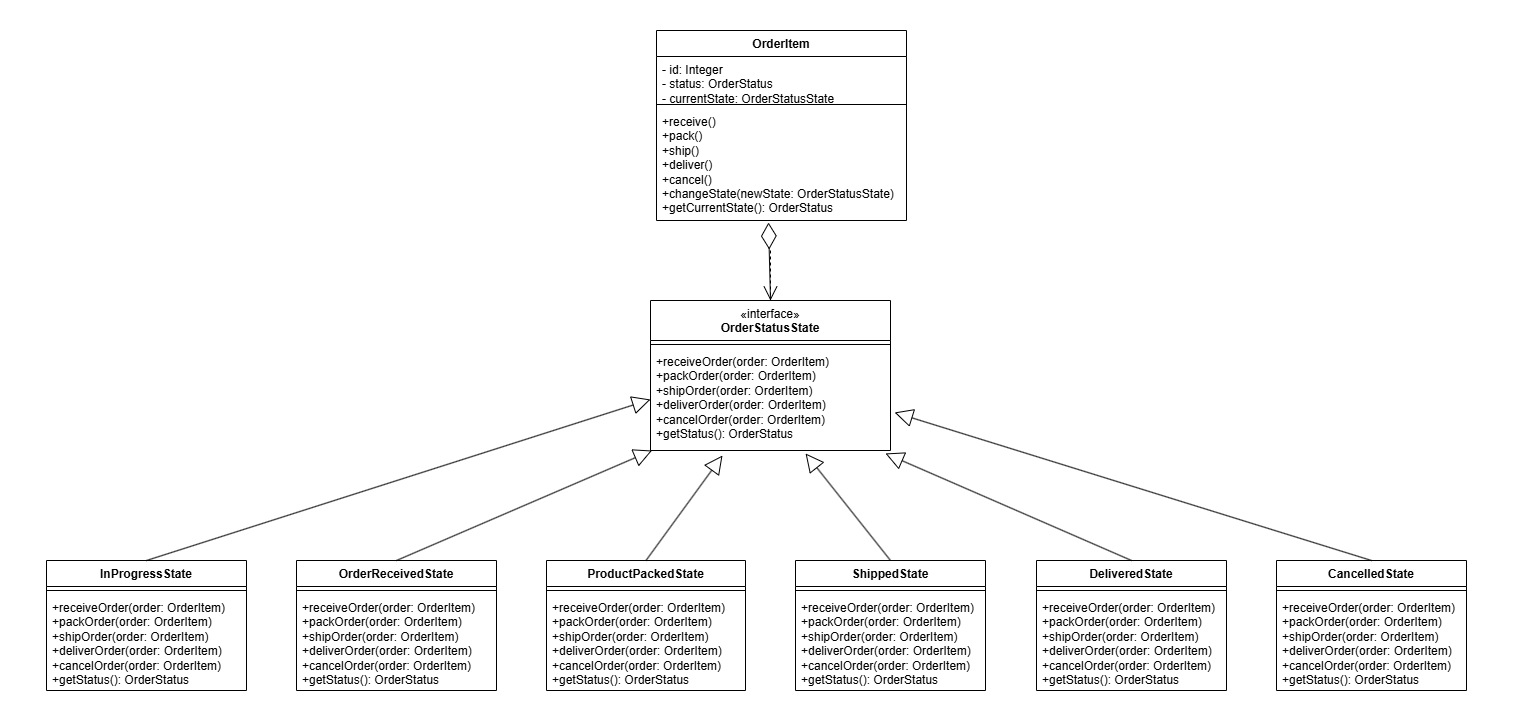 OrderItem
- id: Integer
- status: OrderStatus
- currentState: OrderStatusState
+receive()
+pack()
+ship()
+deliver()
+cancel()
+changeState(newState: OrderStatusState)
+getCurrentState(): OrderStatus
«interface»
OrderStatusState
+receiveOrder(order: OrderItem)
+packOrder(order: OrderItem)
+shipOrder(order: OrderItem)
+deliverOrder(order: OrderItem)
+cancelOrder(order: OrderItem)
+getStatus(): OrderStatus
InProgressState
+receiveOrder(order: OrderItem)
+packOrder(order: OrderItem)
+shipOrder(order: OrderItem)
+deliverOrder(order: OrderItem)
+cancelOrder(order: OrderItem)
+getStatus(): OrderStatus
OrderReceivedState
+receiveOrder(order: OrderItem)
+packOrder(order: OrderItem)
+shipOrder(order: OrderItem)
+deliverOrder(order: OrderItem)
+cancelOrder(order: OrderItem)
+getStatus(): OrderStatus
ProductPackedState
+receiveOrder(order: OrderItem)
+packOrder(order: OrderItem)
+shipOrder(order: OrderItem)
+deliverOrder(order: OrderItem)
+cancelOrder(order: OrderItem)
+getStatus(): OrderStatus
ShippedState
+receiveOrder(order: OrderItem)
+packOrder(order: OrderItem)
+shipOrder(order: OrderItem)
+deliverOrder(order: OrderItem)
+cancelOrder(order: OrderItem)
+getStatus(): OrderStatus
DeliveredState
+receiveOrder(order: OrderItem)
+packOrder(order: OrderItem)
+shipOrder(order: OrderItem)
+deliverOrder(order: OrderItem)
+cancelOrder(order: OrderItem)
+getStatus(): OrderStatus
CancelledState
+receiveOrder(order: OrderItem)
+packOrder(order: OrderItem)
+shipOrder(order: OrderItem)
+deliverOrder(order: OrderItem)
+cancelOrder(order: OrderItem)
+getStatus(): OrderStatus